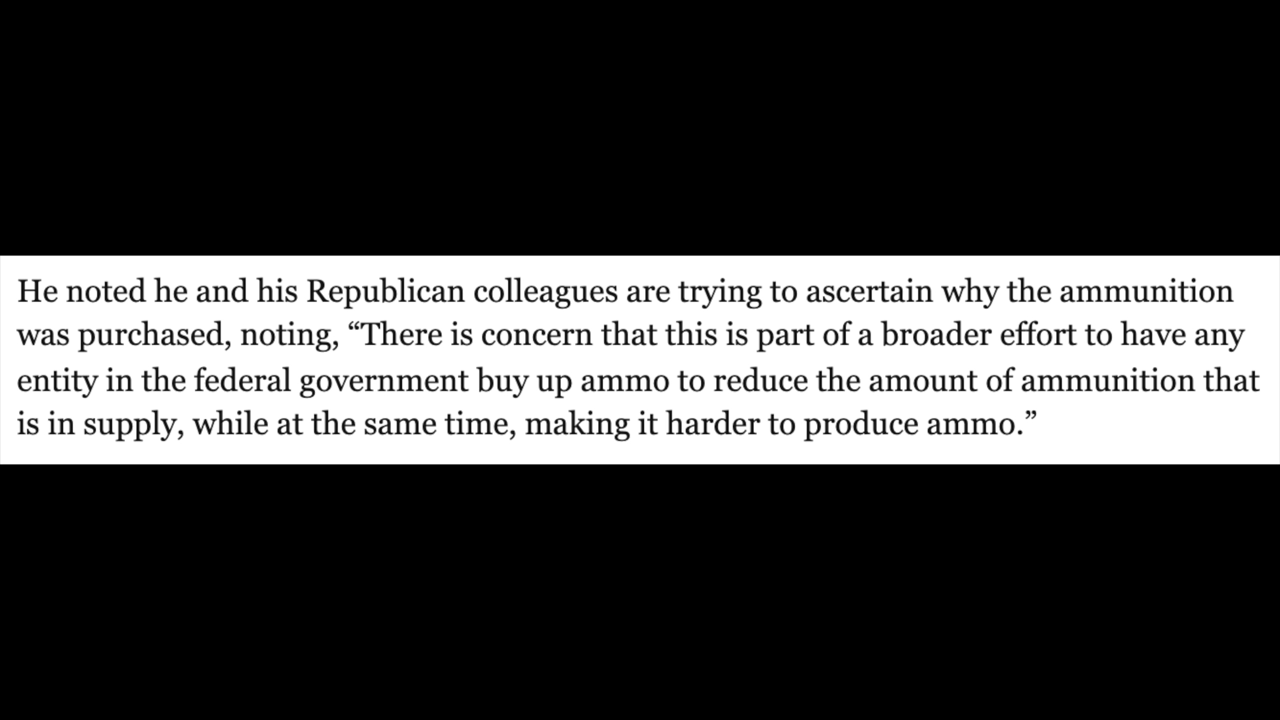 He noted he and his Republican colleagues are trying to ascertain why the ammunition
was purchased, noting, “There is concern that this is part of a broader effort to have any
entity in the federal government buy up ammo to reduce the amount of ammunition that
is in supply, while at the same time, making it harder to produce ammo.”